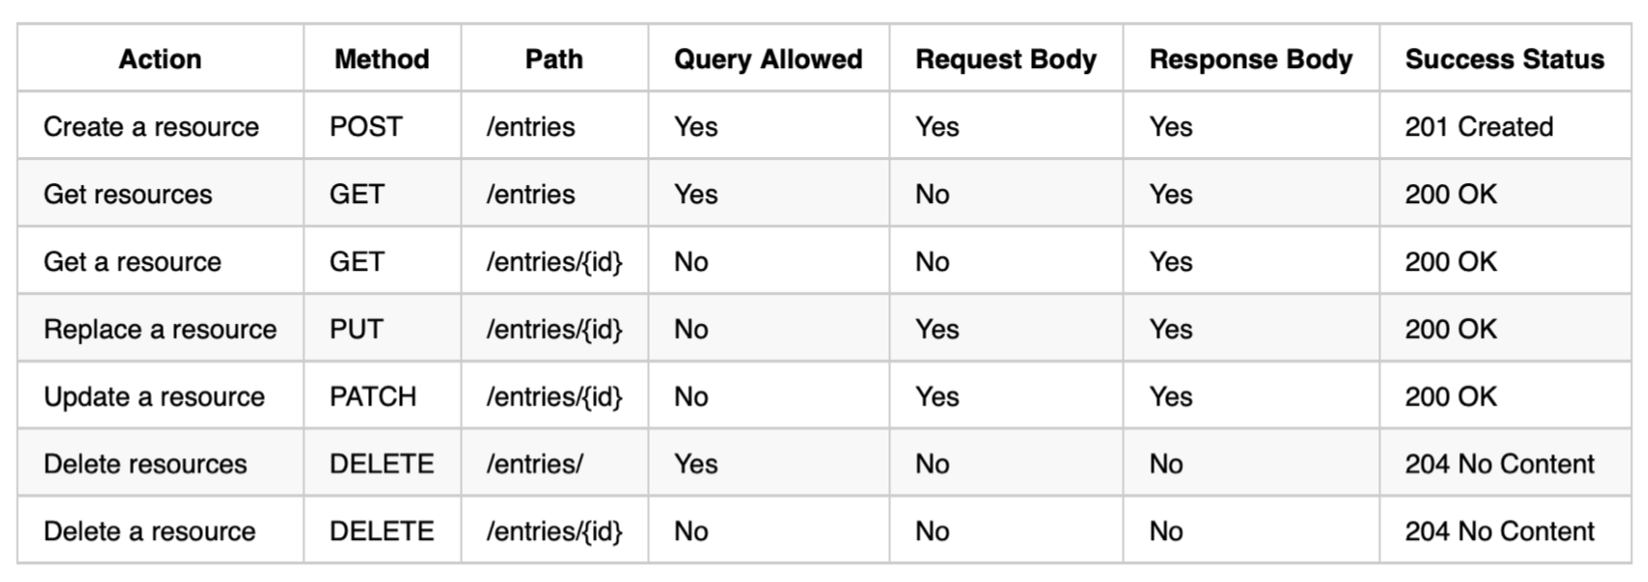 Action Method Path Query Allowed Request Body Response Body Success Status
Create a resource POST /entries Yes Yes Yes 201 Created
Get resources GET /entries Yes No Yes 200 OK
Get a resource GET /entries/{id} No No Yes 200 OK
Replace a resource PUT /entries/{id} No Yes Yes 200 OK
Update a resource PATCH /entries/{id} No Yes Yes 200 OK
Delete resources DELETE /entries/ Yes No No 204 No Content
Delete a resource DELETE /entries/{id} No No No 204 No Content